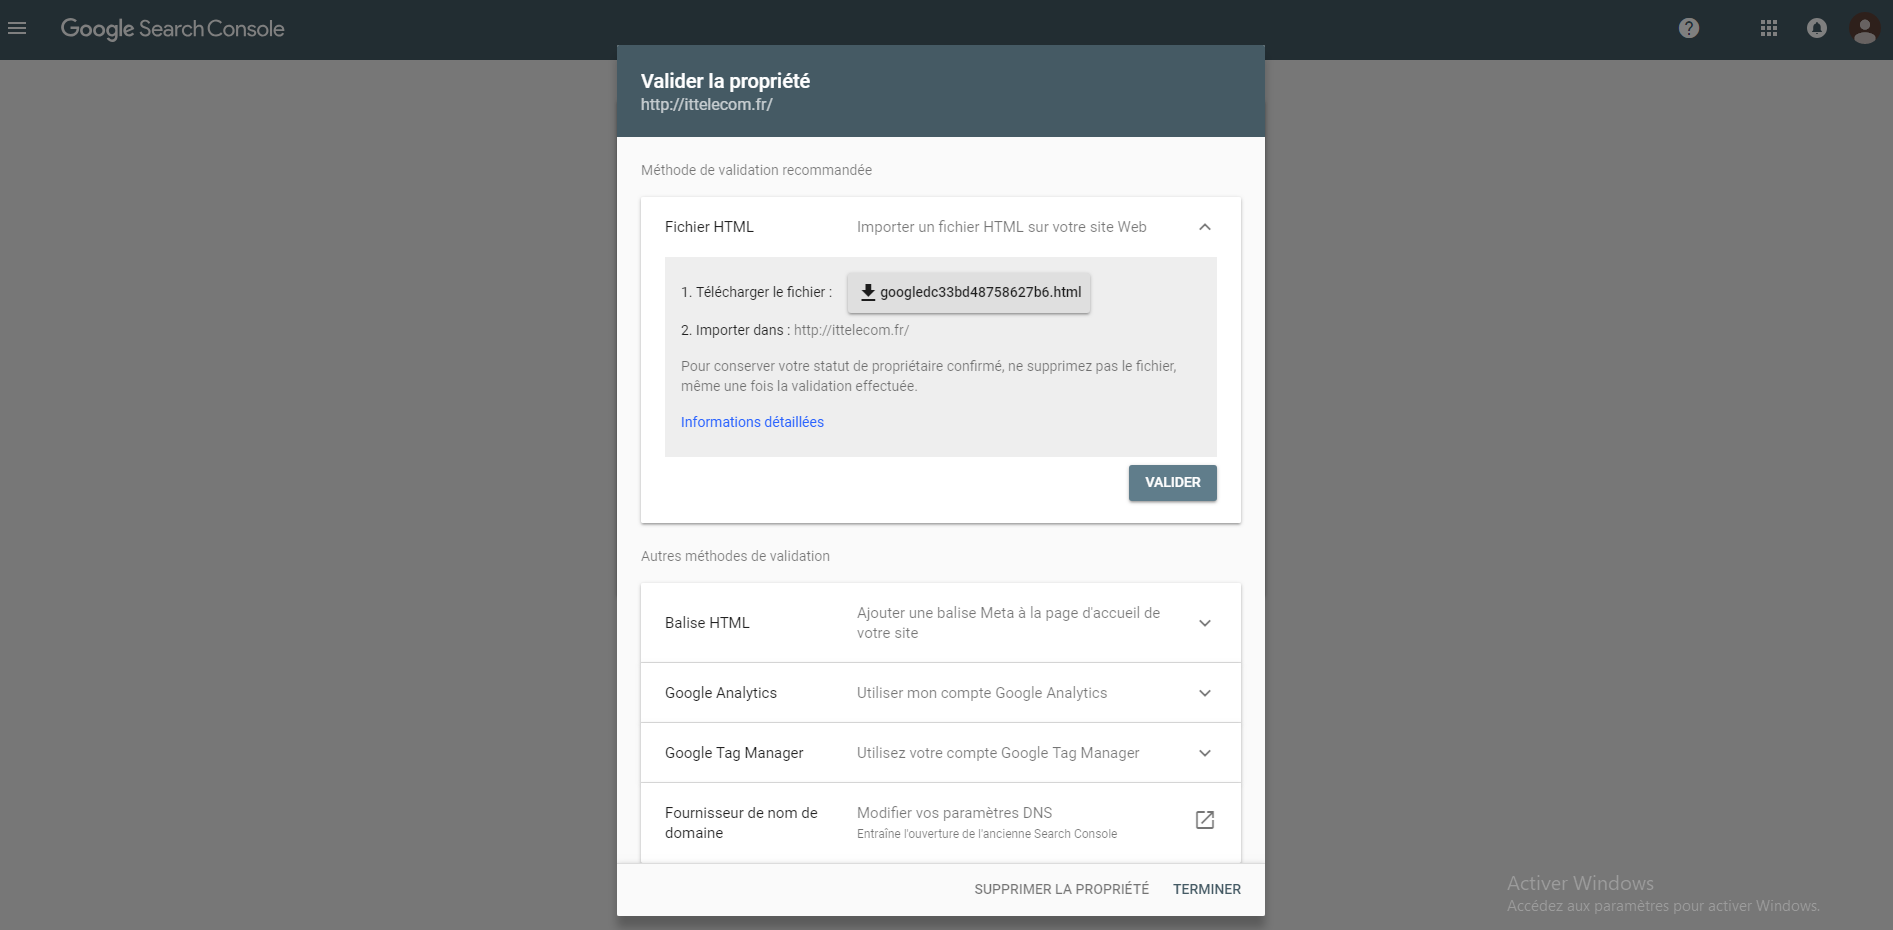 Google Search Console
Valider la propriété
http://ittelecom.fr/
Méthode de validation recommandée
Fichier HTML Importer un fichier HTML sur votre site Web
1. Télécharger le fichier : googledc33bd48758627b6.html
2. Importer dans : http://ittelecom.fr/
Pour conserver votre statut de propriétaire confirmé, ne supprimez pas le fichier,
même une fois la validation effectuée.
Informations détaillées
VALIDER
Autres méthodes de validation
Balise HTML
Ajouter une balise Meta à la page d'accueil de
votre site
Google Analytics Utiliser mon compte Google Analytics
Google Tag Manager Utilisez votre compte Google Tag Manager
Fournisseur de nom de
domaine
Modifier vos paramètres DNS
Entraîne l'ouverture de l'ancienne Search Console
SUPPRIMER LA PROPRIÉTÉ TERMINER
Activer Windows
Accédez aux paramètres pour activer Windows.